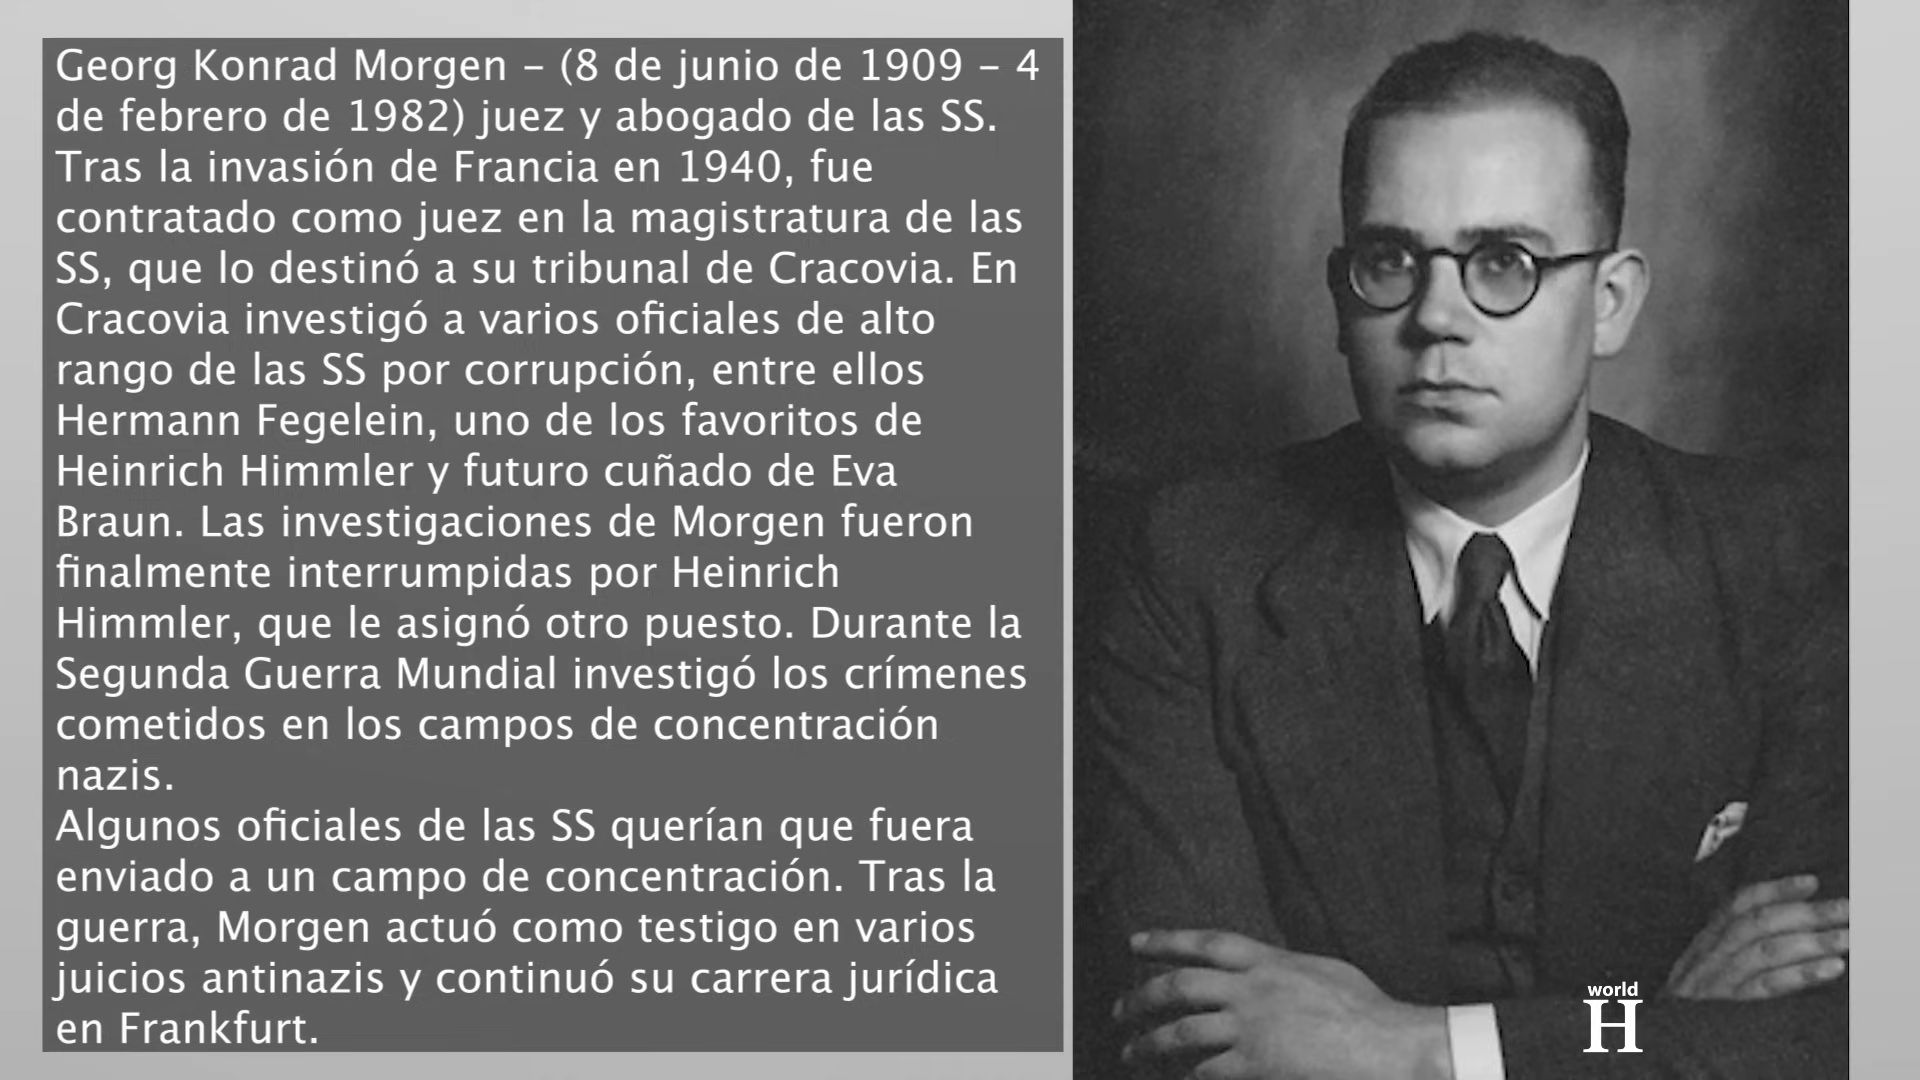 Georg Konrad Morgen – (8 de junio de 1909 – 4
de febrero de 1982) juez y abogado de las SS.
Tras la invasión de Francia en 1940, fue
contratado como juez en la magistratura de las
SS, que lo destinó a su tribunal de Cracovia. En
Cracovia investigó a varios oficiales de alto
rango de las SS por corrupción, entre ellos
Hermann Fegelein, uno de los favoritos de
Heinrich Himmler y futuro cuñado de Eva
Braun. Las investigaciones de Morgen fueron
finalmente interrumpidas por Heinrich
Himmler, que le asignó otro puesto. Durante la
Segunda Guerra Mundial investigó los crímenes
cometidos en los campos de concentración
nazis.
Algunos oficiales de las SS querían que fuera
enviado a un campo de concentración. Tras la
guerra, Morgen actuó como testigo en varios
juicios antinazis y continuó su carrera jurídica
en Frankfurt.
world
H